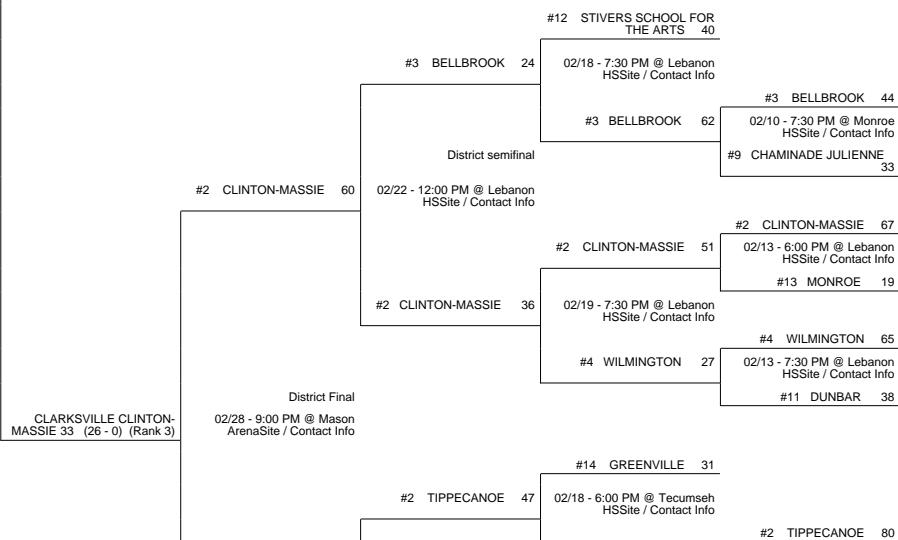 #12 STIVERS SCHOOL FOR
THE ARTS 40
#3 BELLBROOK 24
02/18 - 7:30 PM @ Lebanon
HSSite / Contact Info
#3 BELLBROOK 44
#3 BELLBROOK 62
02/10 - 7:30 PM @ Monroe
HSSite / Contact Info
District semifinal
#9 CHAMINADE JULIENNE
33
#2 CLINTON-MASSIE 60
02/22 - 12:00 PM @ Lebanon
HSSite / Contact Info
#2 CLINTON-MASSIE 67
#2 CLINTON-MASSIE 51
02/13 - 6:00 PM @ Lebanon
HSSite / Contact Info
#13 MONROE 19
#2 CLINTON-MASSIE 36
02/19 - 7:30 PM @ Lebanon
HSSite / Contact Info
#4 WILMINGTON 65
#4 WILMINGTON 27
02/13 - 7:30 PM @ Lebanon
HSSite / Contact Info
District Final
#11 DUNBAR 38
CLARKSVILLE CLINTON-
MASSIE 33 (26 - 0) (Rank 3)
02/28 - 9:00 PM @ Mason
ArenaSite / Contact Info
#14 GREENVILLE 31
#2 TIPPECANOE 47
02/18 - 6:00 PM @ Tecumseh
HSSite / Contact Info
#2 TIPPECANOE 80